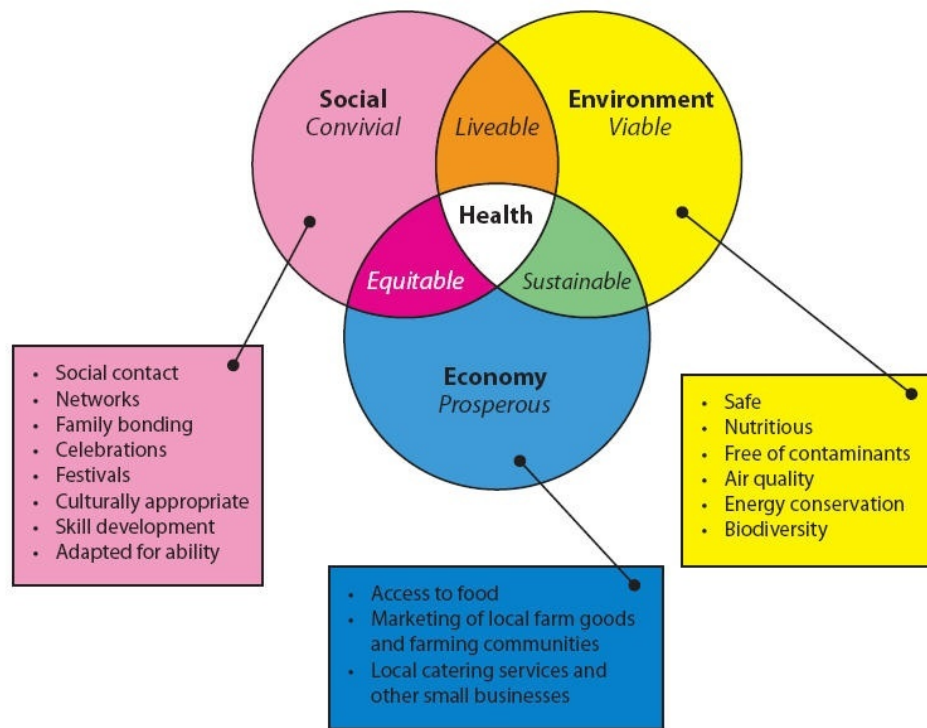 Social
Convivial
Liveable
Environment
Viable
Health
Equitable
Sustainable
Economy
Prosperous
• Social contact
• Networks
• Family bonding
• Celebrations
• Festivals
• Culturally appropriate
• Skill development
• Adapted for ability
• Safe
• Nutritious
• Free of contaminants
• Air quality
• Energy conservation
• Biodiversity
• Access to food
• Marketing of local farm goods
and farming communities
• Local catering services and
other small businesses